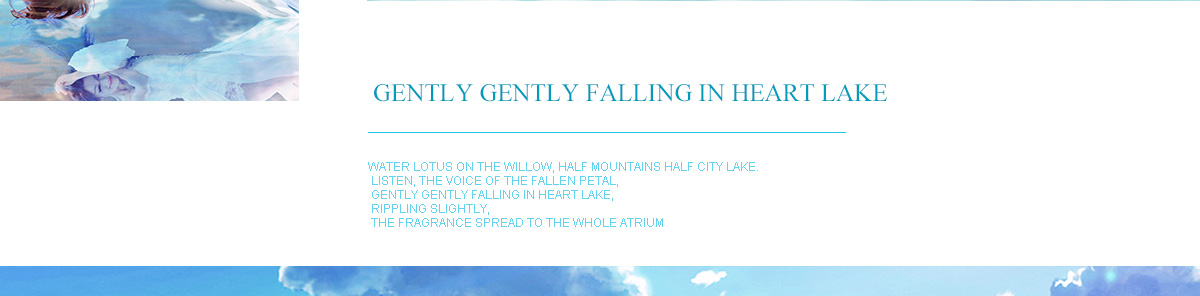 GENTLY GENTLY FALLING IN HEART LAKE
WATER LOTUS ON THE WILLOW, HALF MOUNTAINS HALF CITY LAKE.
LISTEN, THE VOICE OF THE FALLEN PETAL,
GENTLY GENTLY FALLING IN HEART LAKE,
RIPPLING SLIGHTLY,
THE FRAGRANCE SPREAD TO THE WHOLE ATRIUM